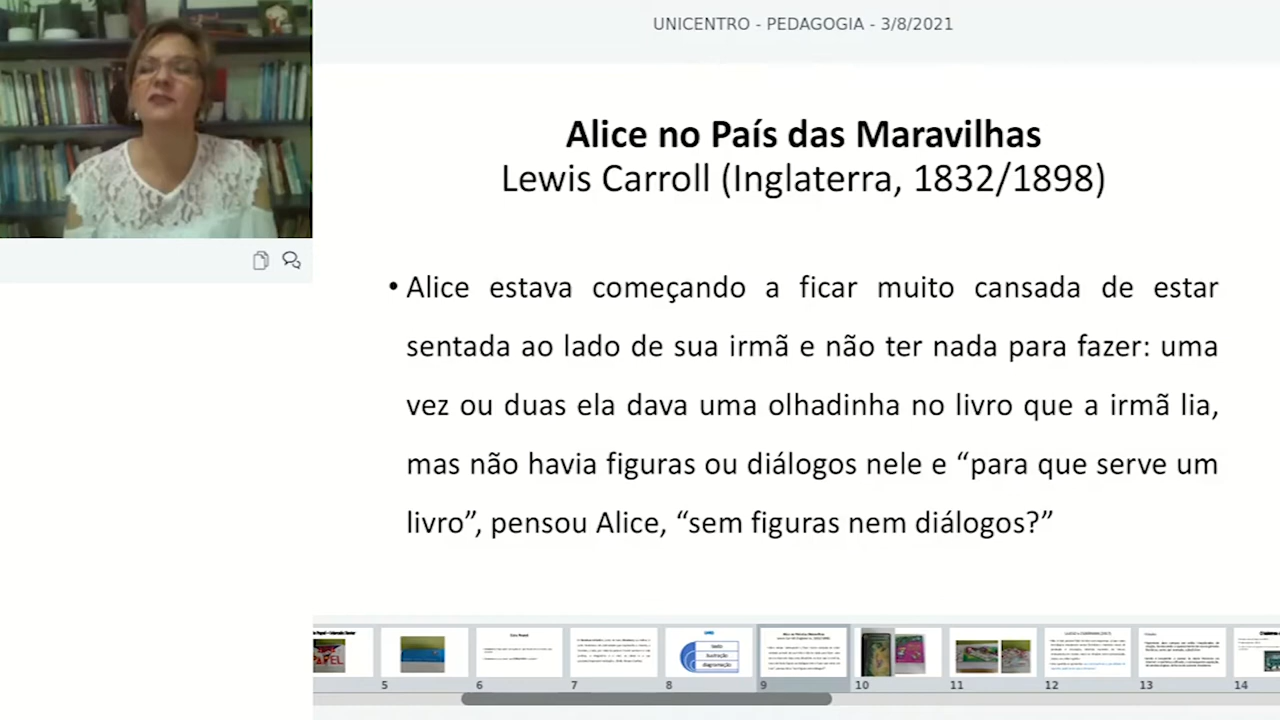 UNICENTRO - PEDAGOGIA - 3/8/2021
Alice no País das Maravilhas
Lewis Carroll (Inglaterra, 1832/1898)
• Alice estava começando a ficar muito cansada de estar
sentada ao lado de sua irmã e não ter nada para fazer: uma
vez ou duas ela dava uma olhadinha no livro que a irmã lia,
mas não havia figuras ou diálogos nele e “para que serve um
livro”, pensou Alice, “sem figuras nem diálogos?”
5 6 7 8 9 10 11 12 13 14